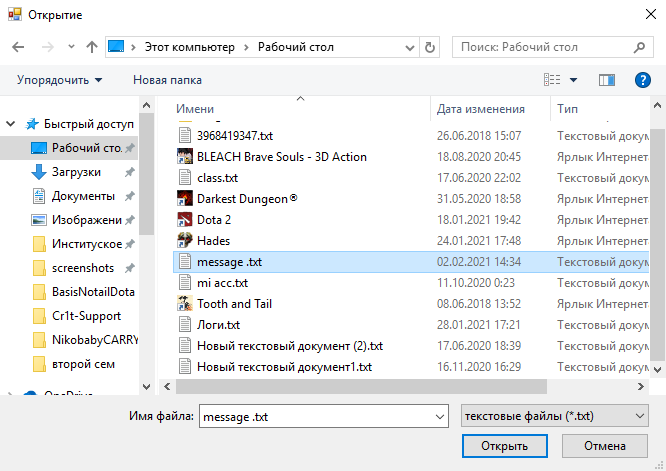 Открытие
Этот компьютер Рабочий стол
Поиск: Рабочий стол
Упорядочить Новая папка
Имени Дата изменения Тип
Быстрый доступ
Рабочий стол
Загрузки
Документы
Изображени
Институское
screenshots
BasisNotailDota
Cr1t-Support
NikobabyCARRY
второй сем
OneDrive
3968419347.txt 26.06.2018 15:07 Текстовый докум
BLEACH Brave Souls - 3D Action 18.08.2020 20:45 Ярлык Интернет
class.txt 17.06.2020 22:02 Текстовый докум
Darkest Dungeon® 31.05.2020 18:58 Ярлык Интернет
Dota 2 18.01.2021 19:42 Ярлык Интернет
Hades 24.01.2021 17:48 Ярлык Интернет
message .txt 02.02.2021 14:34 Текстовый докум
mi acc.txt 11.10.2020 0:23 Текстовый докум
Tooth and Tail 08.06.2018 13:52 Ярлык Интернет
Логи.txt 28.01.2021 17:21 Текстовый докум
Новый текстовый документ (2).txt 17.06.2020 18:39 Текстовый докум
Новый текстовый документ1.txt 16.11.2020 16:29 Текстовый докум
Имя файла: message .txt текстовые файлы (*.txt)
Открыть Отмена